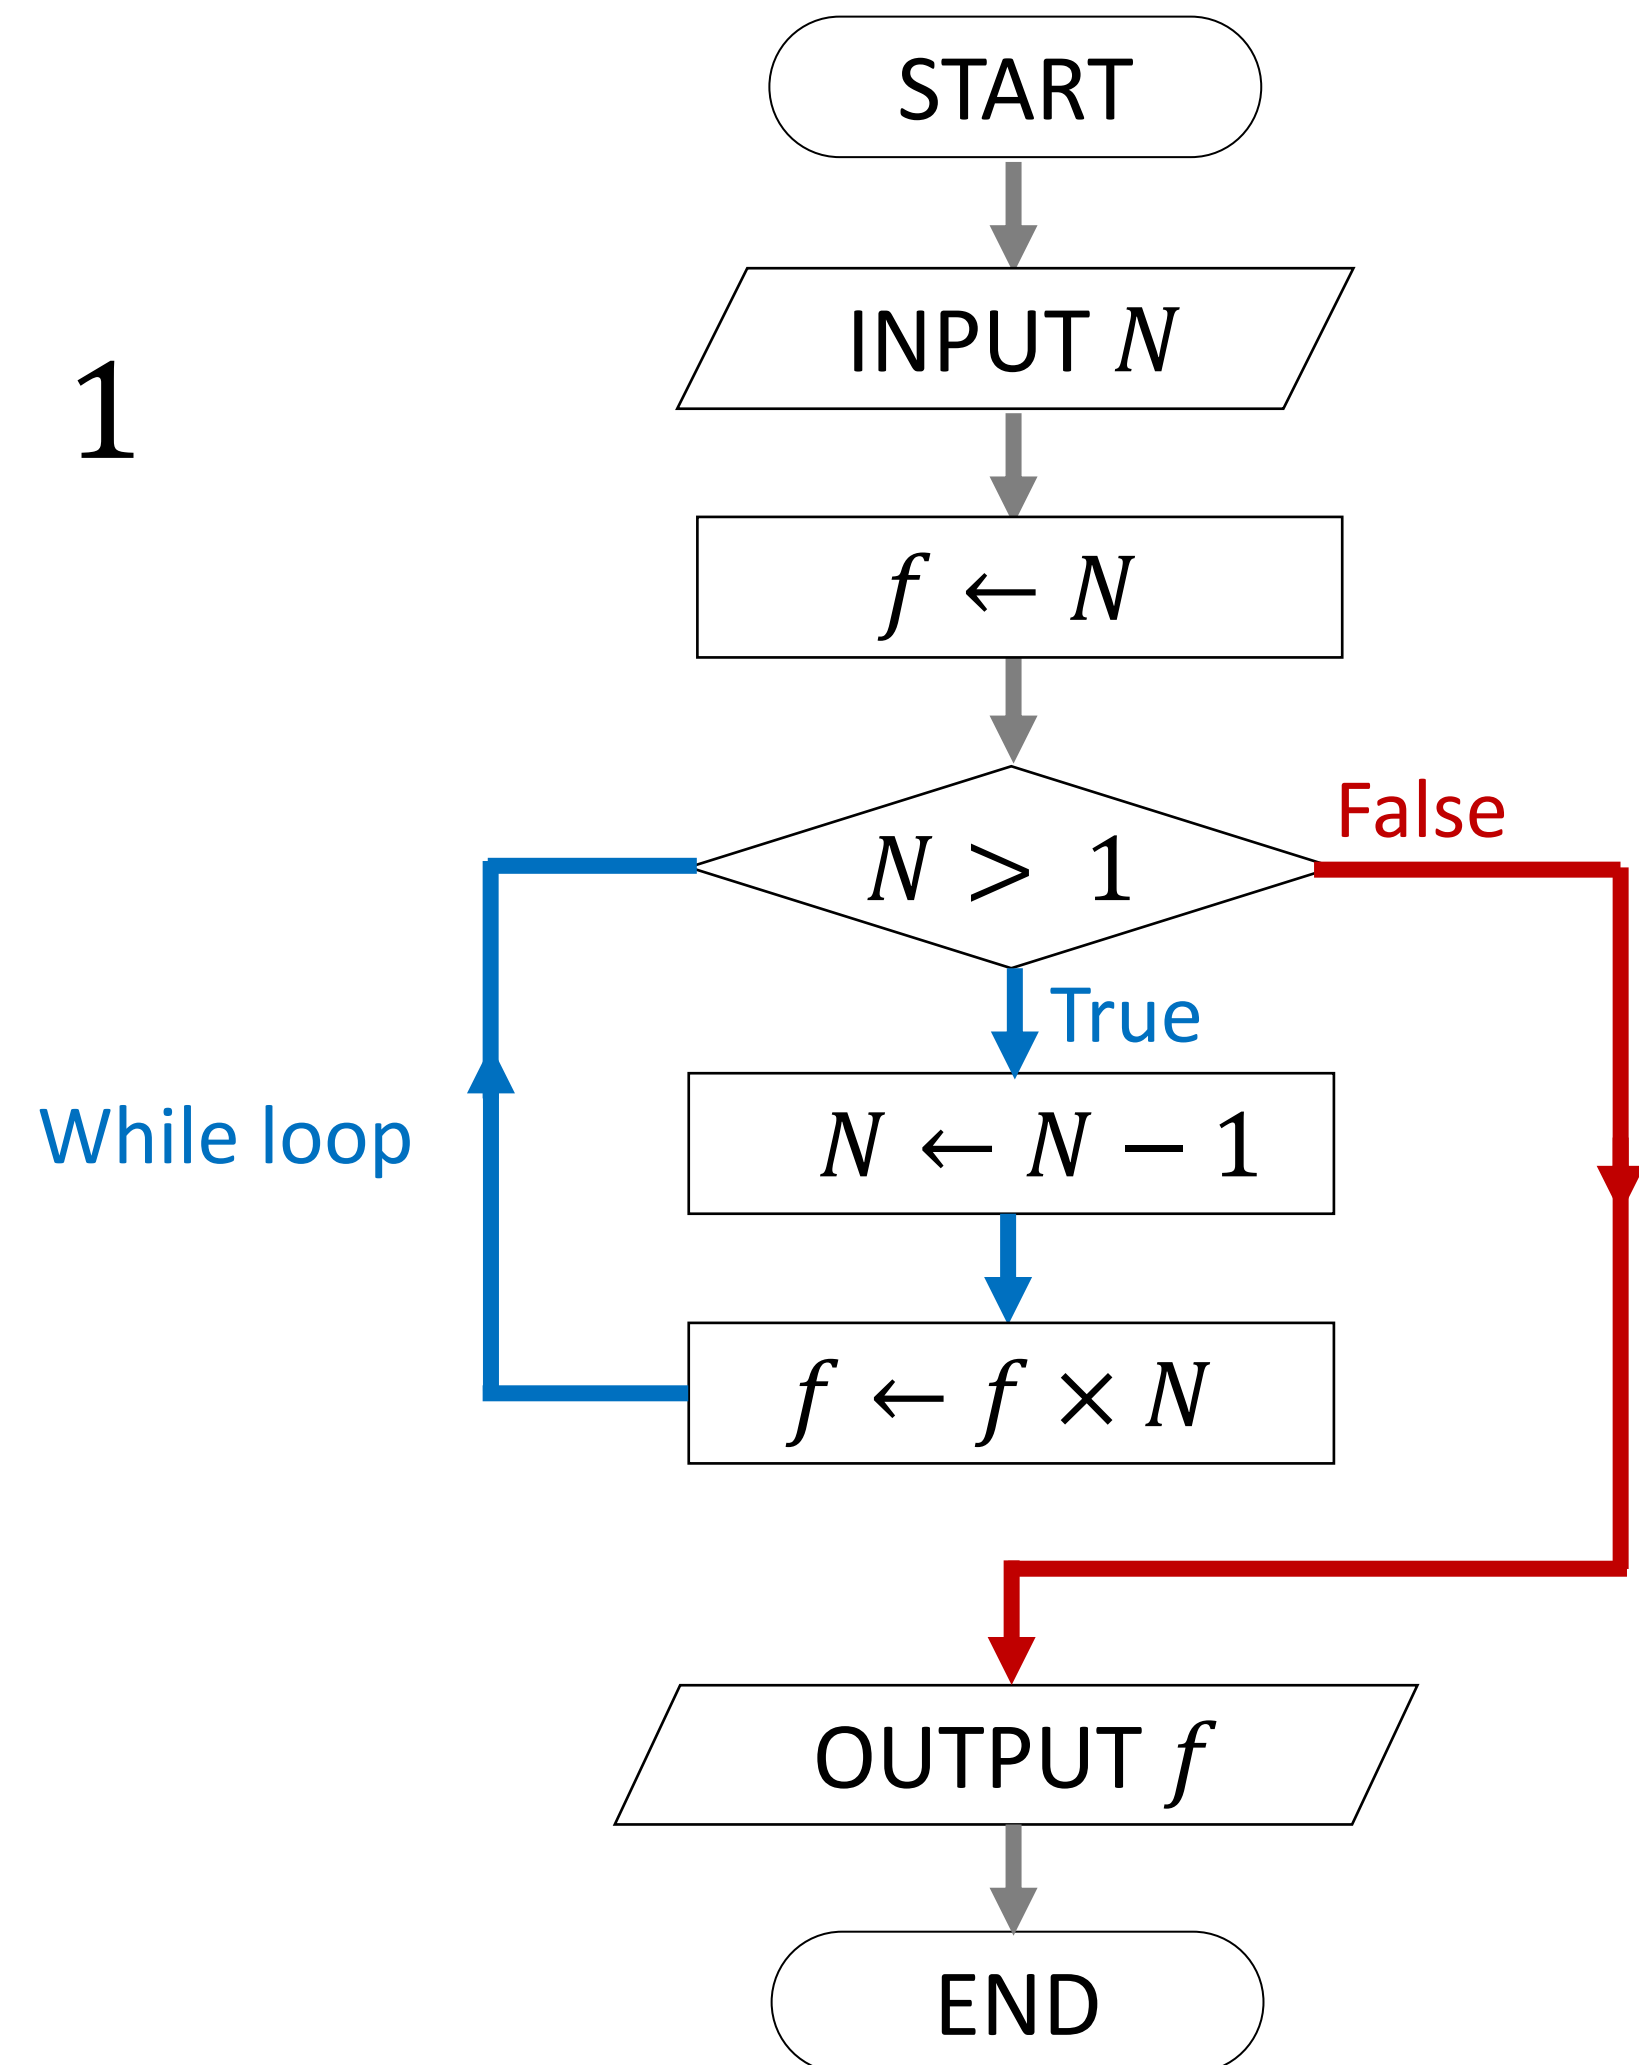 START
INPUT N
1
f ← N
N > 1
False
True
N ← N − 1
While loop
f ← f × N
OUTPUT f
END